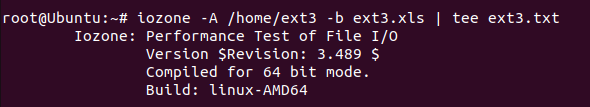 root@Ubuntu:~# iozone -A /home/ext3 -b ext3.xls | tee ext3.txt
Iozone: Performance Test of File I/O
Version $Revision: 3.489 $
Compiled for 64 bit mode.
Build: linux-AMD64